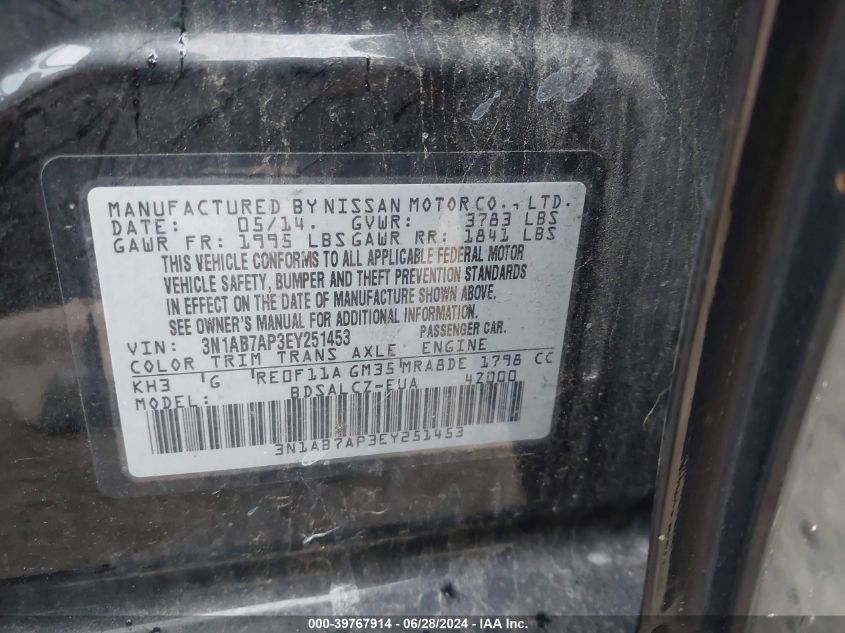 MANUFACTURED BY NISSAN MOTOR CO., LTD.
DATE: 05/14. GVWR: 3783 LBS
GAWR FR: 1995 LBS GAWR RR: 1841 LBS
THIS VEHICLE CONFORMS TO ALL APPLICABLE FEDERAL MOTOR
VEHICLE SAFETY, BUMPER AND THEFT PREVENTION STANDARDS
IN EFFECT ON THE DATE OF MANUFACTURE SHOWN ABOVE.
SEE OWNER'S MANUAL FOR ADDITIONAL INFORMATION.
VIN: 3N1AB7AP3EY251453 PASSENGER CAR.
COLOR TRIM TRANS AXLE ENGINE
KH3 G RE0F11A GM35 MRA8DE 1798 CC
MODEL: BDSALCZ-EUA 4Z000
3N1AB7AP3EY251453
000-39767914 - 06/28/2024 - IAA Inc.